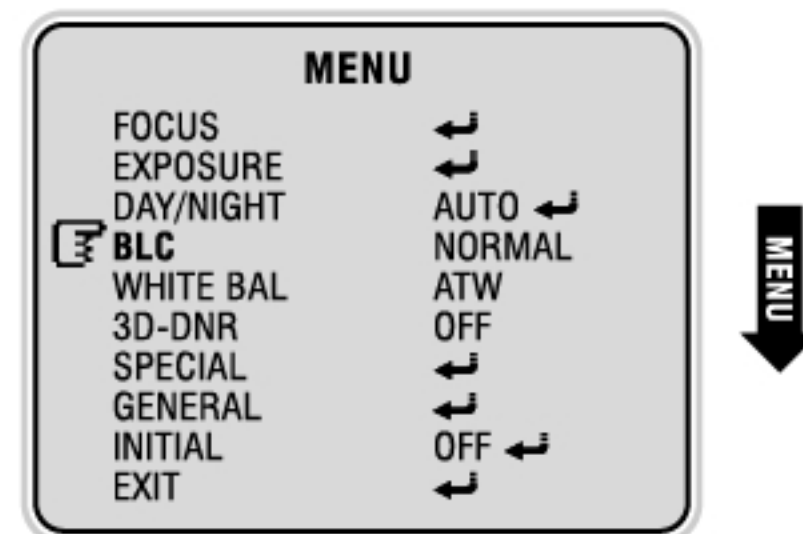 MENU
FOCUS ↵
EXPOSURE ↵
DAY/NIGHT AUTO ↵
BLC NORMAL
WHITE BAL ATW
3D-DNR OFF
SPECIAL ↵
GENERAL ↵
INITIAL OFF ↵
EXIT ↵
MENU